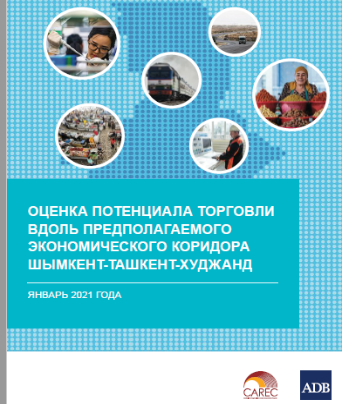 ОЦЕНКА ПОТЕНЦИАЛА ТОРГОВЛИ
ВДОЛЬ ПРЕДПОЛАГАЕМОГО
ЭКОНОМИЧЕСКОГО КОРИДОРА
ШЫМКЕНТ-ТАШКЕНТ-ХУДЖАНД
ЯНВАРЬ 2021 ГОДА
CAREC
ADB